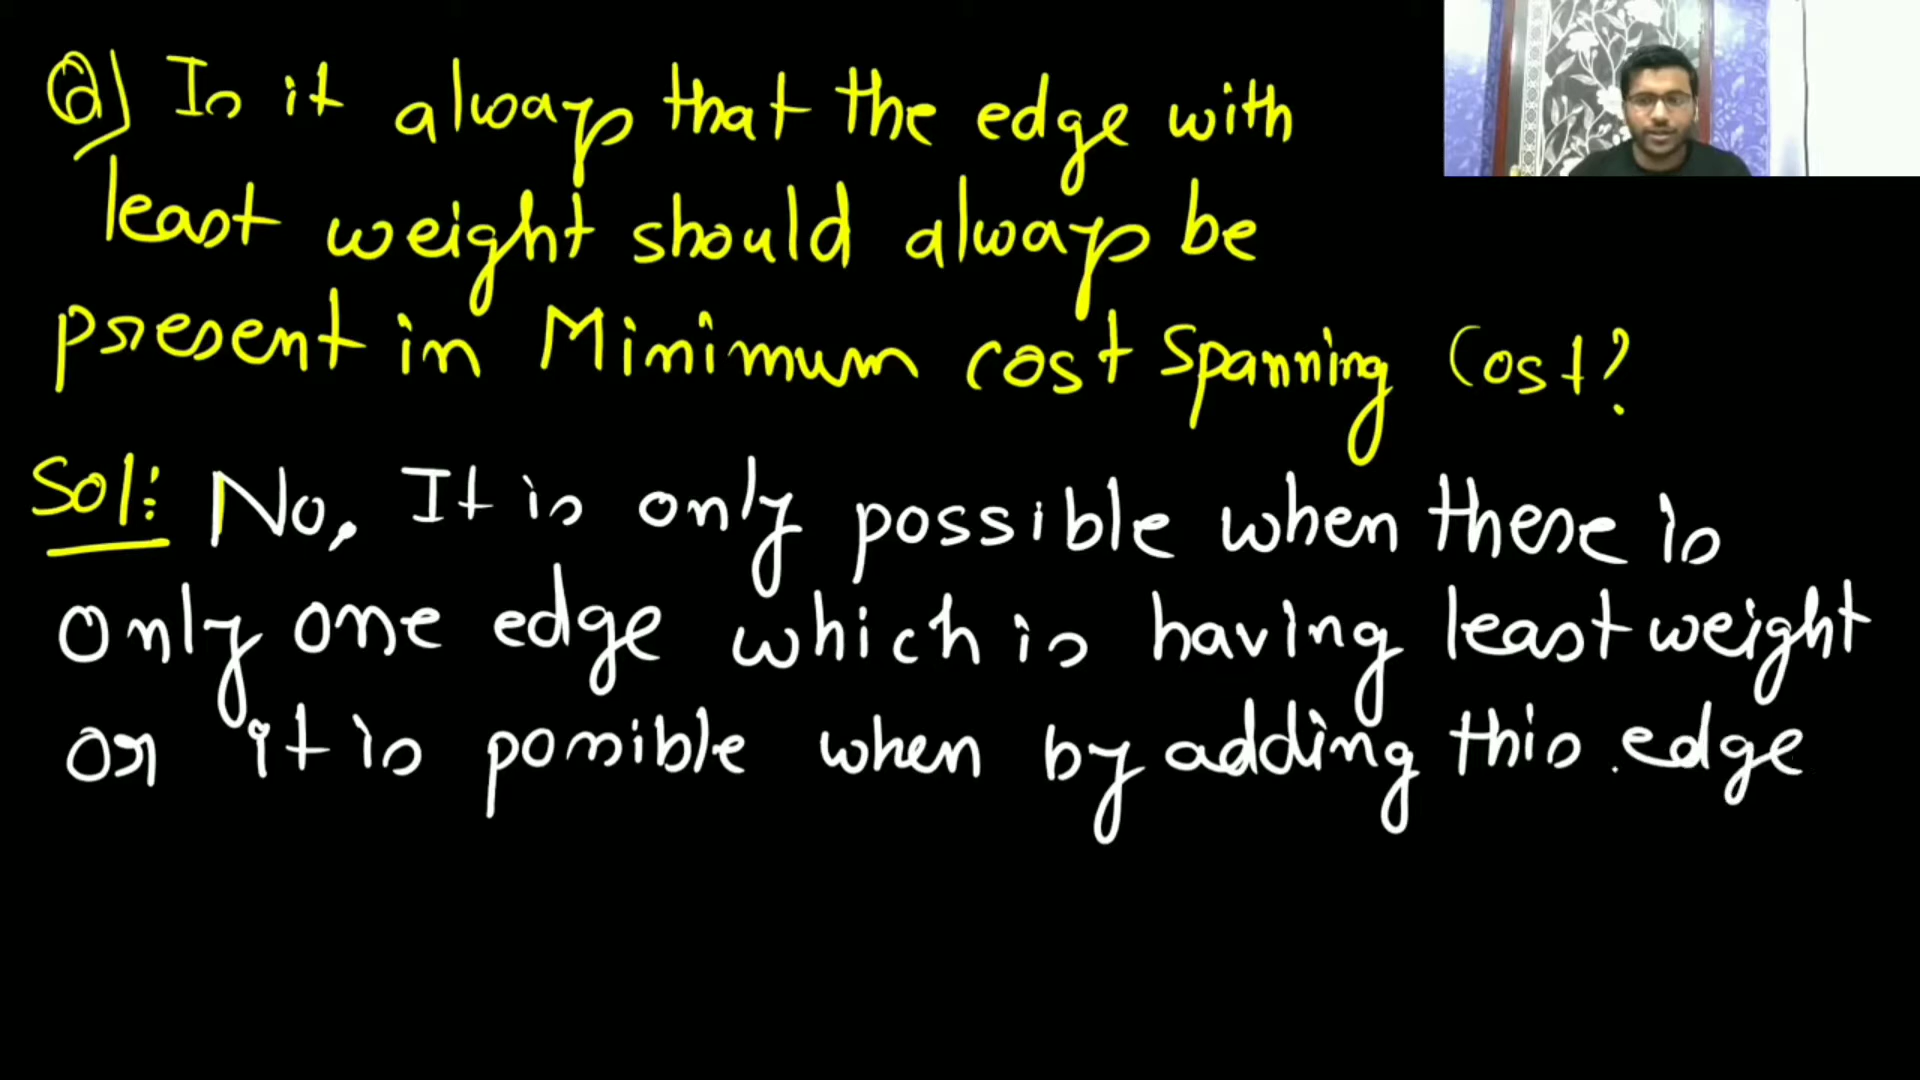 Q) Is it always that the edge with
least weight should always be
present in Minimum cost spanning Cost?
Sol: No, It is only possible when there is
only one edge which is having least weight
or it is possible when by adding this edge